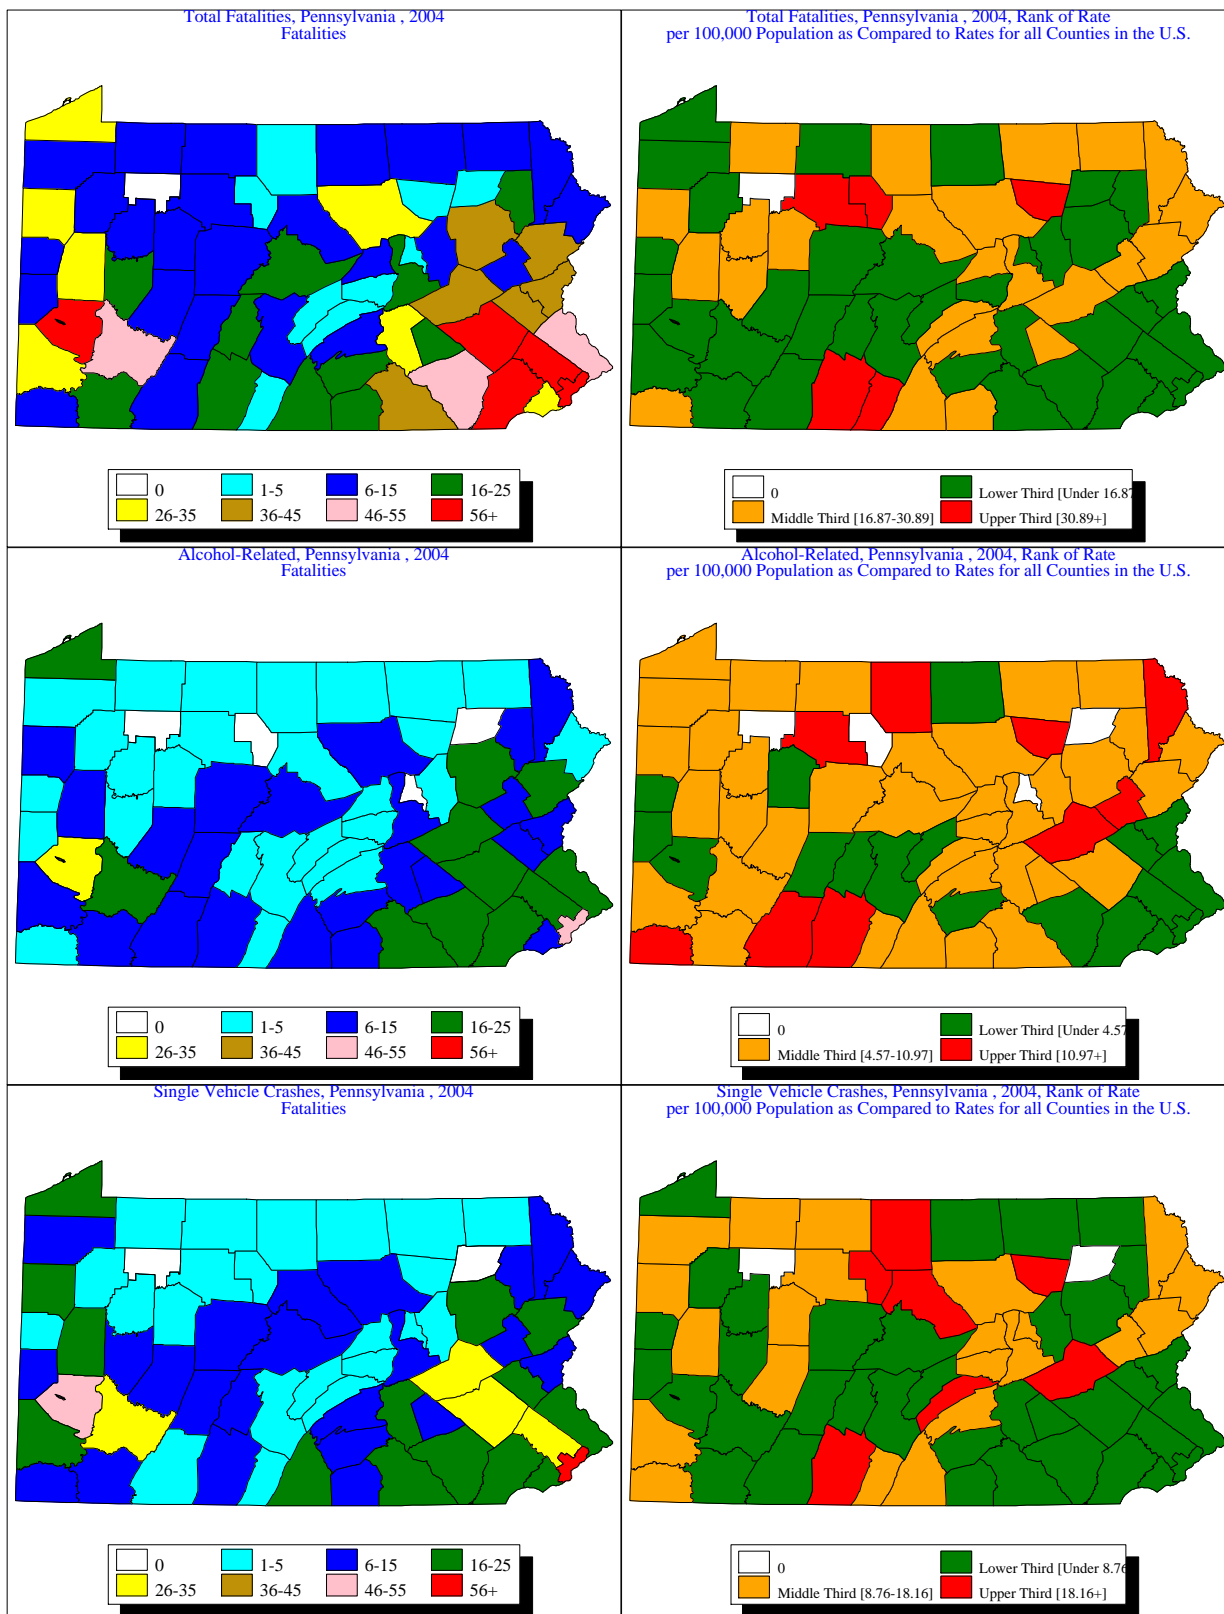 Total Fatalities, Pennsylvania , 2004
Fatalities
0
1-5
6-15
16-25
26-35
36-45
46-55
56+
Total Fatalities, Pennsylvania , 2004, Rank of Rate
per 100,000 Population as Compared to Rates for all Counties in the U.S.
0
Lower Third [Under 16.87
Middle Third [16.87-30.89]
Upper Third [30.89+]
Alcohol-Related, Pennsylvania , 2004
Fatalities
0
1-5
6-15
16-25
26-35
36-45
46-55
56+
Alcohol-Related, Pennsylvania , 2004, Rank of Rate
per 100,000 Population as Compared to Rates for all Counties in the U.S.
0
Lower Third [Under 4.57
Middle Third [4.57-10.97]
Upper Third [10.97+]
Single Vehicle Crashes, Pennsylvania , 2004
Fatalities
0
1-5
6-15
16-25
26-35
36-45
46-55
56+
Single Vehicle Crashes, Pennsylvania , 2004, Rank of Rate
per 100,000 Population as Compared to Rates for all Counties in the U.S.
0
Lower Third [Under 8.76
Middle Third [8.76-18.16]
Upper Third [18.16+]